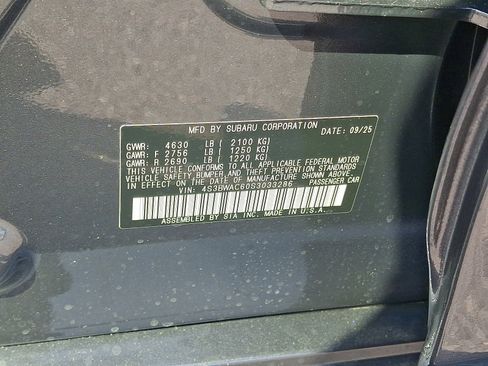 MFD BY SUBARU CORPORATION DATE: 09/25
GVWR: 4630 LB ( 2100 KG)
GAWR: F 2756 LB ( 1250 KG)
GAWR: R 2690 LB ( 1220 KG)
THIS VEHICLE CONFORMS TO ALL APPLICABLE FEDERAL MOTOR
VEHICLE SAFETY, BUMPER, AND THEFT PREVENTION STANDARDS
IN EFFECT ON THE DATE OF MANUFACTURE SHOWN ABOVE.
VIN: 4S3BWAC60S3033286 PASSENGER CAR
ASSEMBLED BY SIA INC. MADE IN U.S.A.